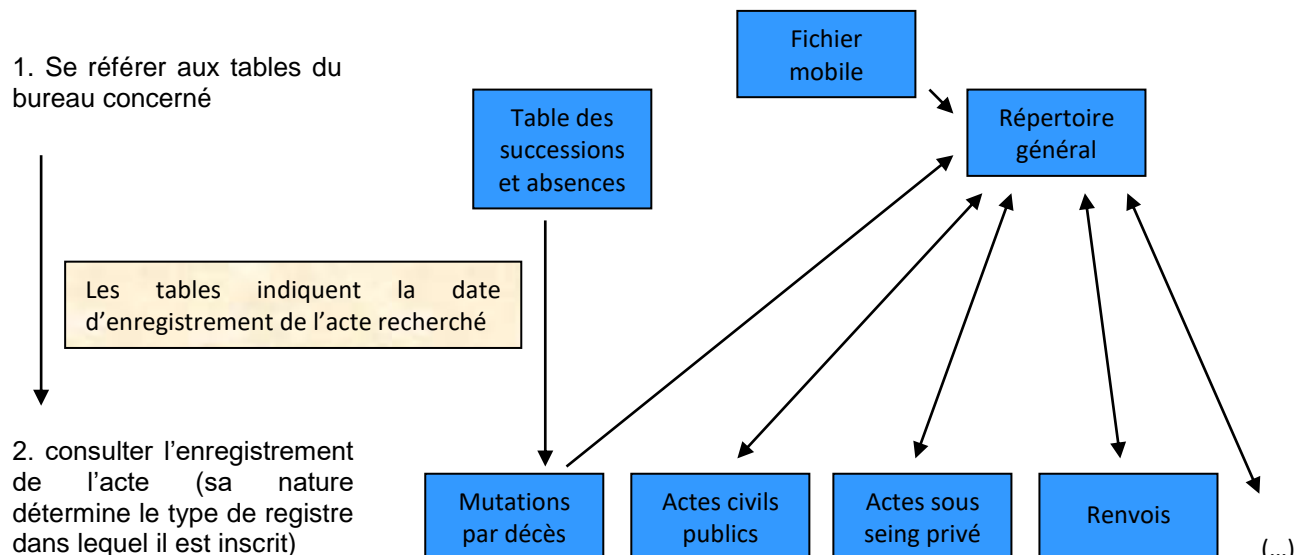 1. Se référer aux tables du
bureau concerné
Fichier
mobile
Table des
successions
et absences
Répertoire
général
Les tables indiquent la date
d’enregistrement de l’acte recherché
2. consulter l’enregistrement
de l’acte (sa nature
détermine le type de registre
dans lequel il est inscrit)
Mutations
par décès
Actes civils
publics
Actes sous
seing privé
Renvois
(…)